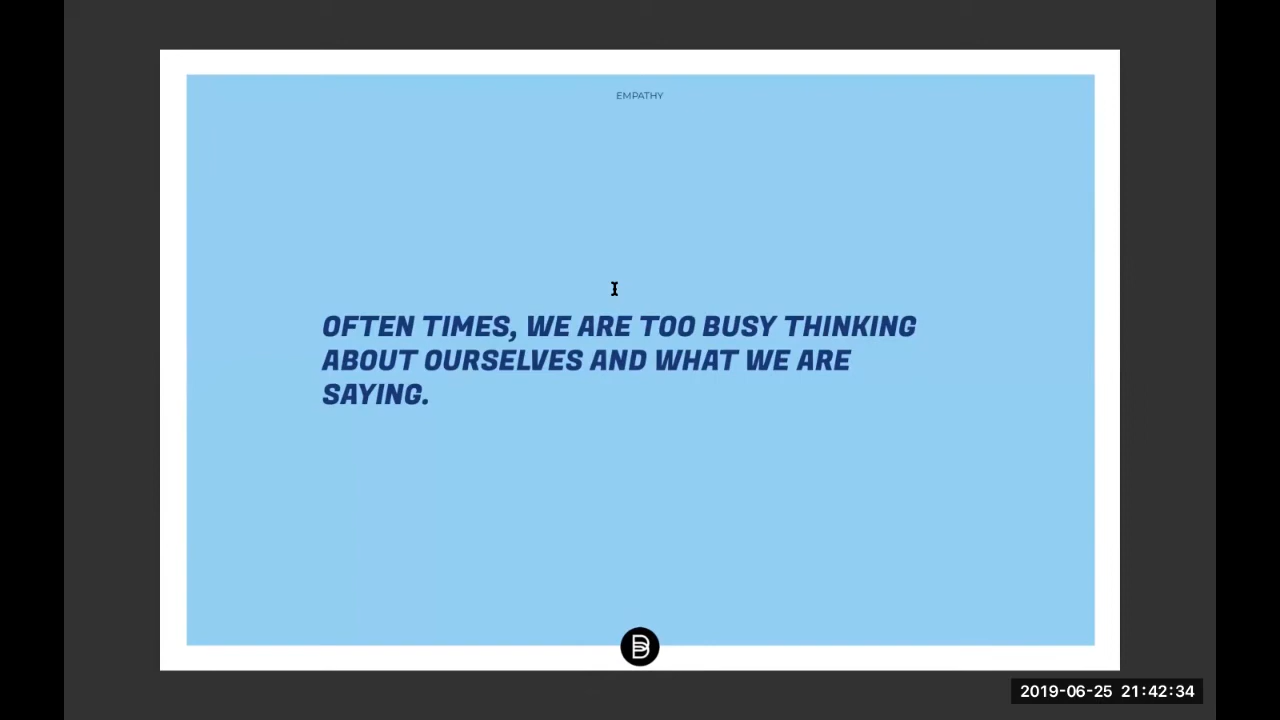 EMPATHY
OFTEN TIMES, WE ARE TOO BUSY THINKING
ABOUT OURSELVES AND WHAT WE ARE
SAYING.
B
2019-06-25 21:42:34